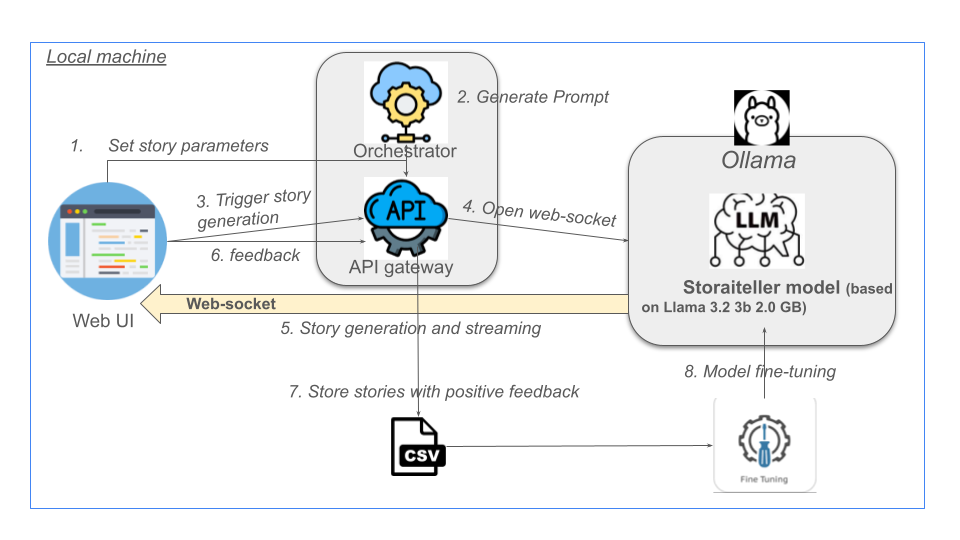 Local machine
2. Generate Prompt
Orchestrator
1. Set story parameters
Ollama
3. Trigger story
generation
API
4. Open web-socket
LLM
6. feedback
API gateway
Storaiteller model (based
on Llama 3.2 3b 2.0 GB)
Web-socket
Web UI
5. Story generation and streaming
8. Model fine-tuning
7. Store stories with positive feedback
CSV
Fine Tuning